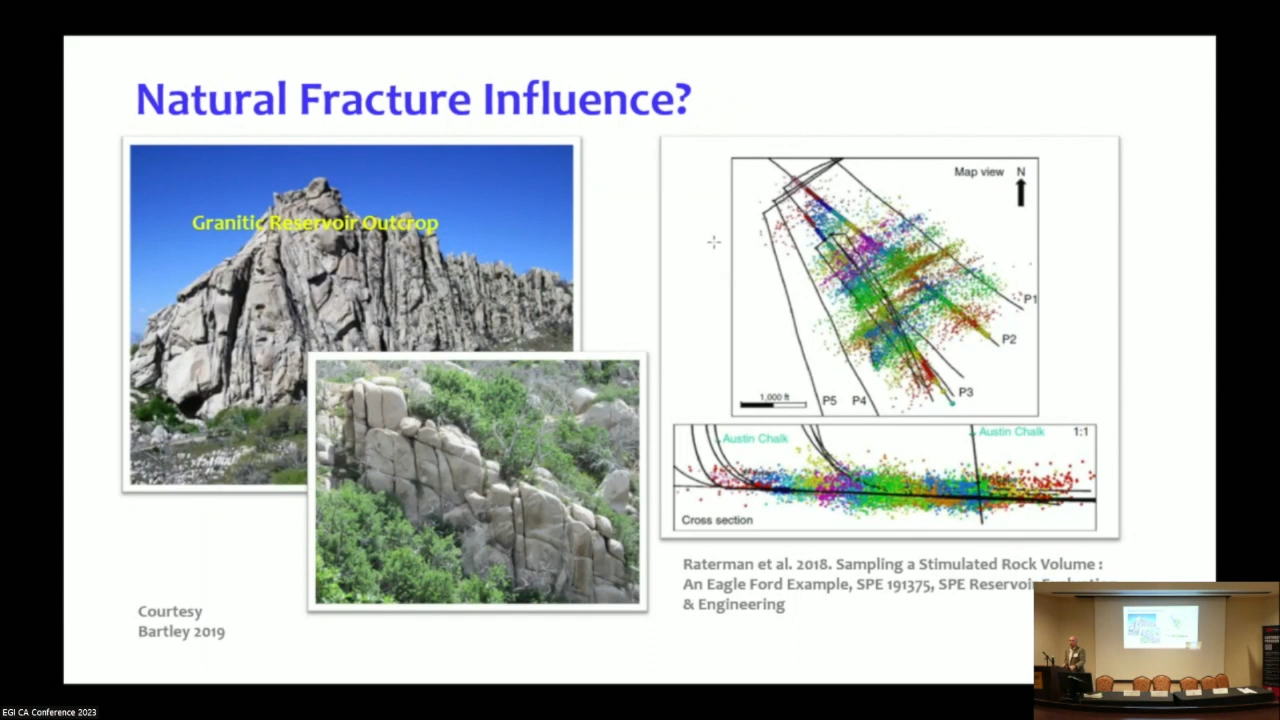 Natural Fracture Influence?
Granitic Reservoir Outcrop
Map view N
P1
P2
P3
P5 P4
1,000 ft
Austin Chalk
Austin Chalk
1:1
Cross section
Raterman et al. 2018. Sampling a Stimulated Rock Volume :
An Eagle Ford Example, SPE 191375, SPE Reservoir
& Engineering
Courtesy
Bartley 2019
EGI CA Conference 2023